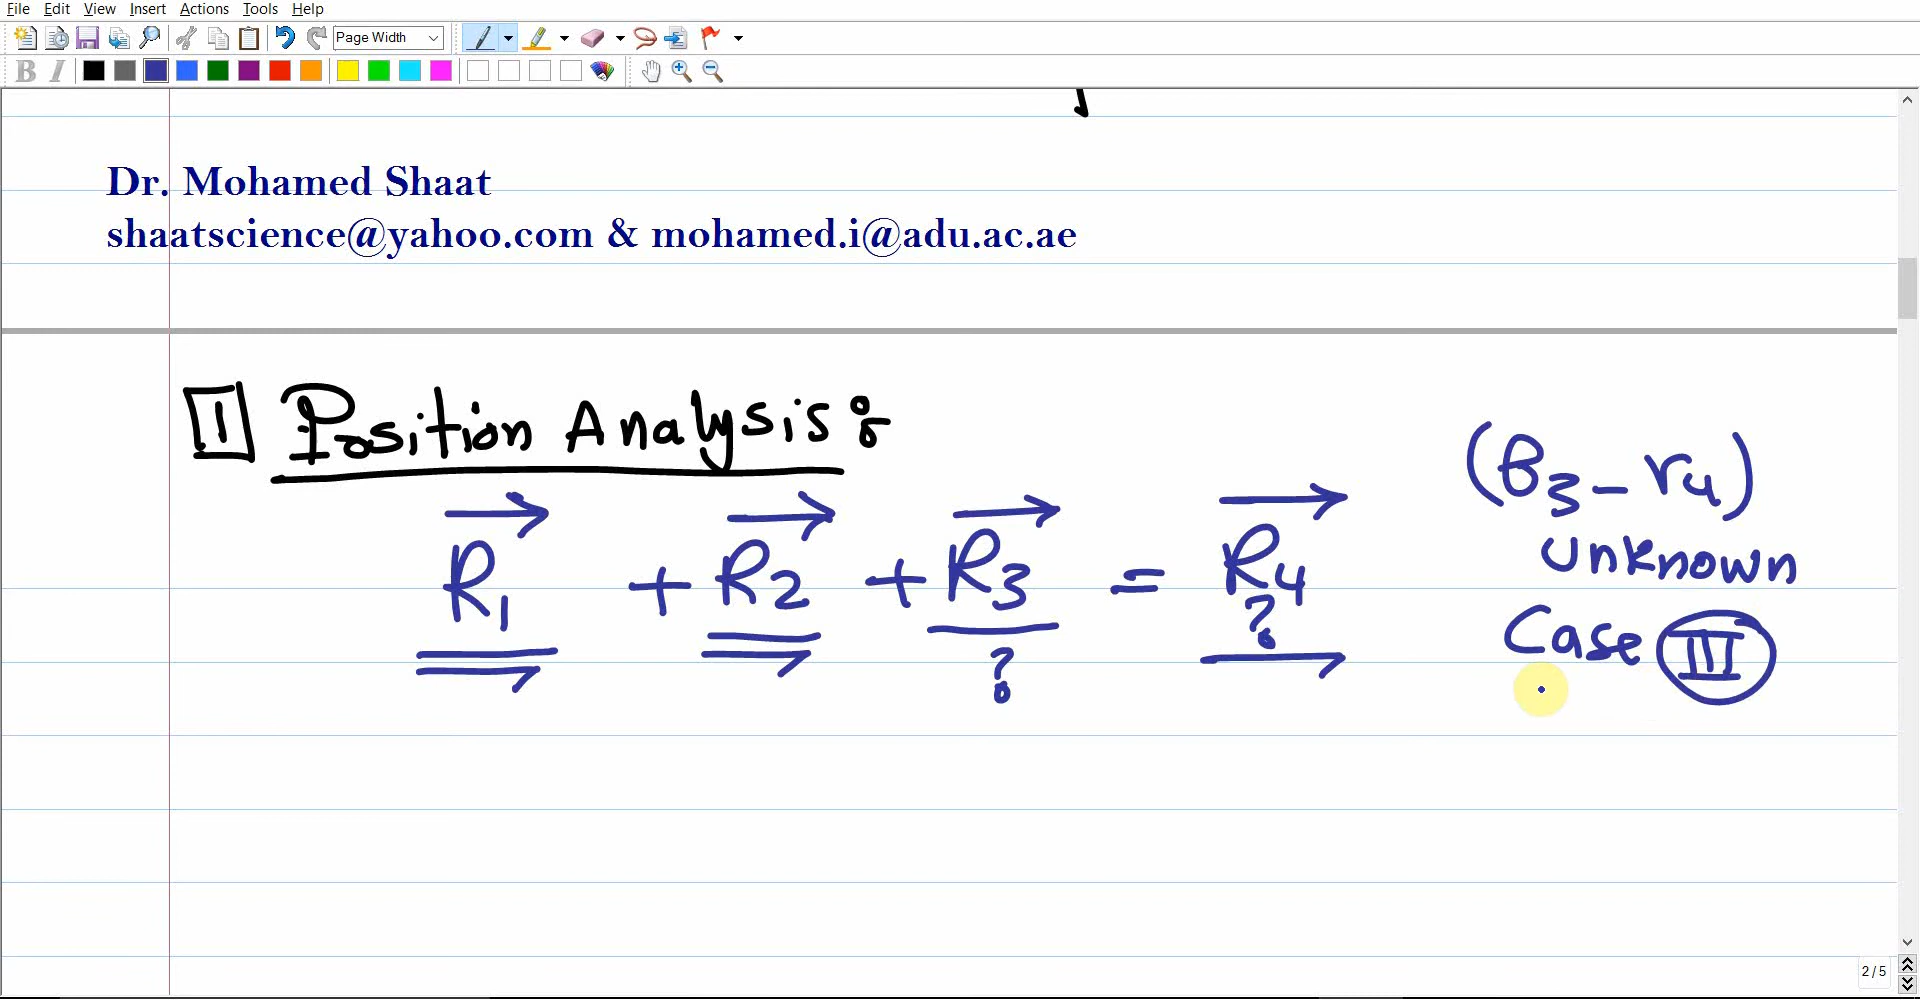 File Edit View Insert Actions Tools Help
Page Width
B I
Dr. Mohamed Shaat
shaatscience@yahoo.com & mohamed.i@adu.ac.ae
1 Position Analysis:
R1 + R2 + R3 = R4
? ?
(θ3 - r4)
unknown
Case III
2 / 5